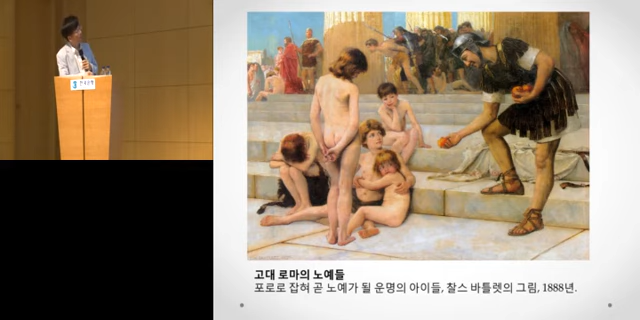 고대 로마의 노예들
포로로 잡혀 곧 노예가 될 운명의 아이들, 찰스 바틀렛의 그림, 1888년.